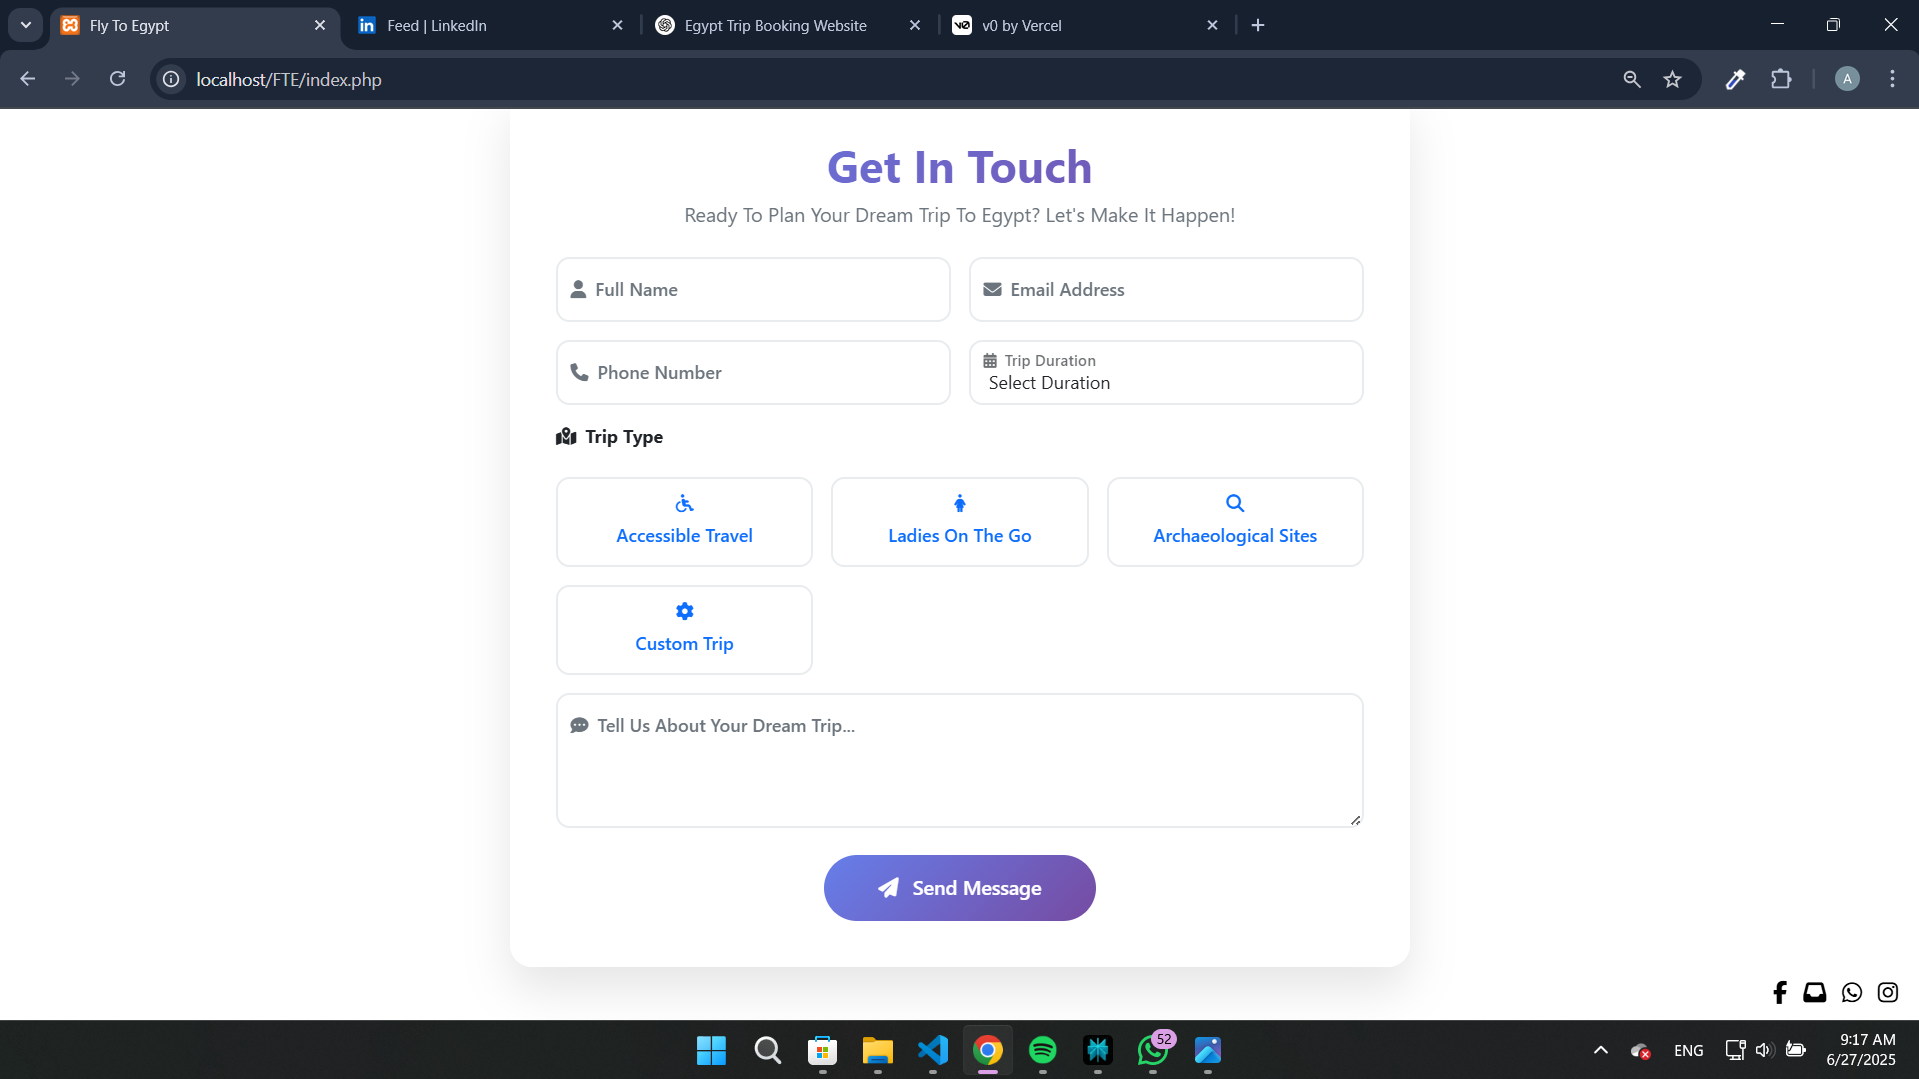 Fly To Egypt
Feed | LinkedIn
Egypt Trip Booking Website
v0 by Vercel
localhost/FTE/index.php
A
Get In Touch
Ready To Plan Your Dream Trip To Egypt? Let's Make It Happen!
Full Name
Email Address
Phone Number
Trip Duration
Select Duration
Trip Type
Accessible Travel
Ladies On The Go
Archaeological Sites
Custom Trip
Tell Us About Your Dream Trip...
Send Message
52
ENG
9:17 AM
6/27/2025